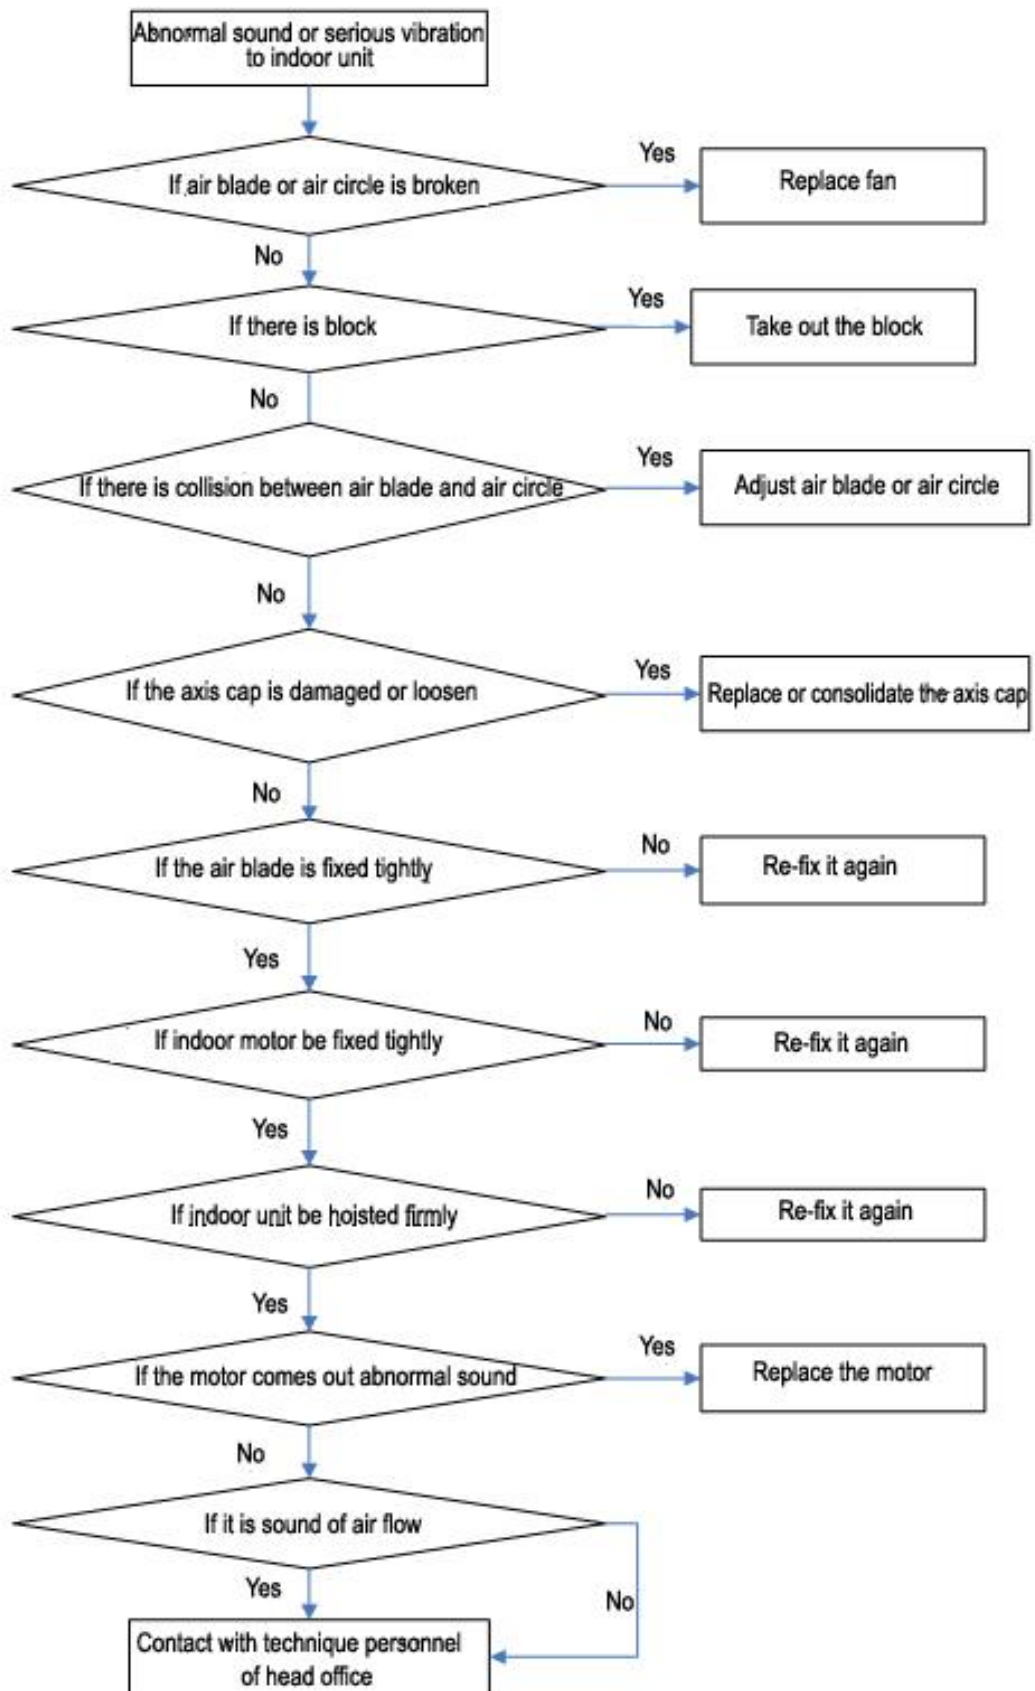 Abnormal sound or serious vibration
to indoor unit
If air blade or air circle is broken
Yes
Replace fan
No
If there is block
Yes
Take out the block
No
If there is collision between air blade and air circle
Yes
Adjust air blade or air circle
No
If the axis cap is damaged or loosen
Yes
Replace or consolidate the axis cap
No
If the air blade is fixed tightly
No
Re-fix it again
Yes
If indoor motor be fixed tightly
No
Re-fix it again
Yes
If indoor unit be hoisted firmly
No
Re-fix it again
Yes
If the motor comes out abnormal sound
Yes
Replace the motor
No
If it is sound of air flow
Yes
No
Contact with technique personnel
of head office